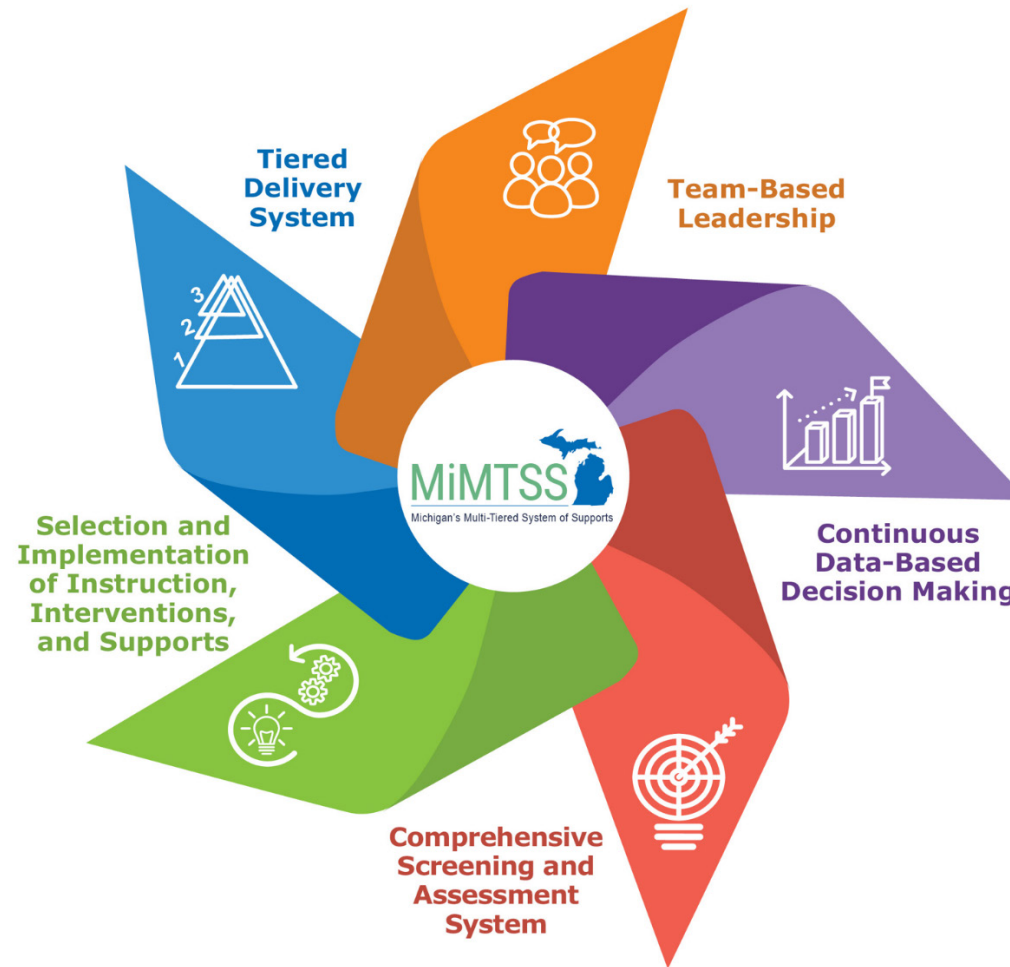 Tiered
Delivery
System
Team-Based
Leadership
3
2
1
MiMTSS
Michigan's Multi-Tiered System of Supports
Continuous
Data-Based
Decision Making
Selection and
Implementation
of Instruction,
Interventions,
and Supports
Comprehensive
Screening and
Assessment
System